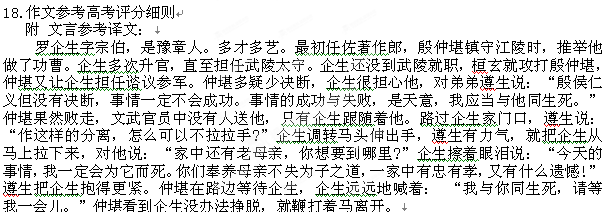 18.作文参考高考评分细则
附 文言参考译文：
罗企生字宗伯，是豫章人。多才多艺。最初任佐著作郎，殷仲堪镇守江陵时，推举他
做了功曹。企生多次升官，直至担任武陵太守。企生还没到武陵就职，桓玄就攻打殷仲堪，
仲堪又让企生担任谘议参军。仲堪多疑少决断，企生很担心他，对弟弟遵生说：“殷侯仁
义但没有决断，事情一定不会成功。事情的成功与失败，是天意，我应当与他同生死。”
仲堪果然败走，文武官员中没有人送他，只有企生跟随着他。路过企生家门口，遵生说：
“作这样的分离，怎么可以不拉拉手？”企生调转马头伸出手，遵生有力气，就把企生从
马上拉下来，对他说：“家中还有老母亲，你想要到哪里？”企生擦着眼泪说：“今天的
事情，我一定会为它而死。你们奉养母亲不失为子之道，一家中有忠有孝，又有什么遗憾！”
遵生把企生抱得更紧。仲堪在路边等待企生，企生远远地喊着：“我与你同生死，请等
我一会儿。”仲堪看到企生没办法挣脱，就鞭打着马离开。